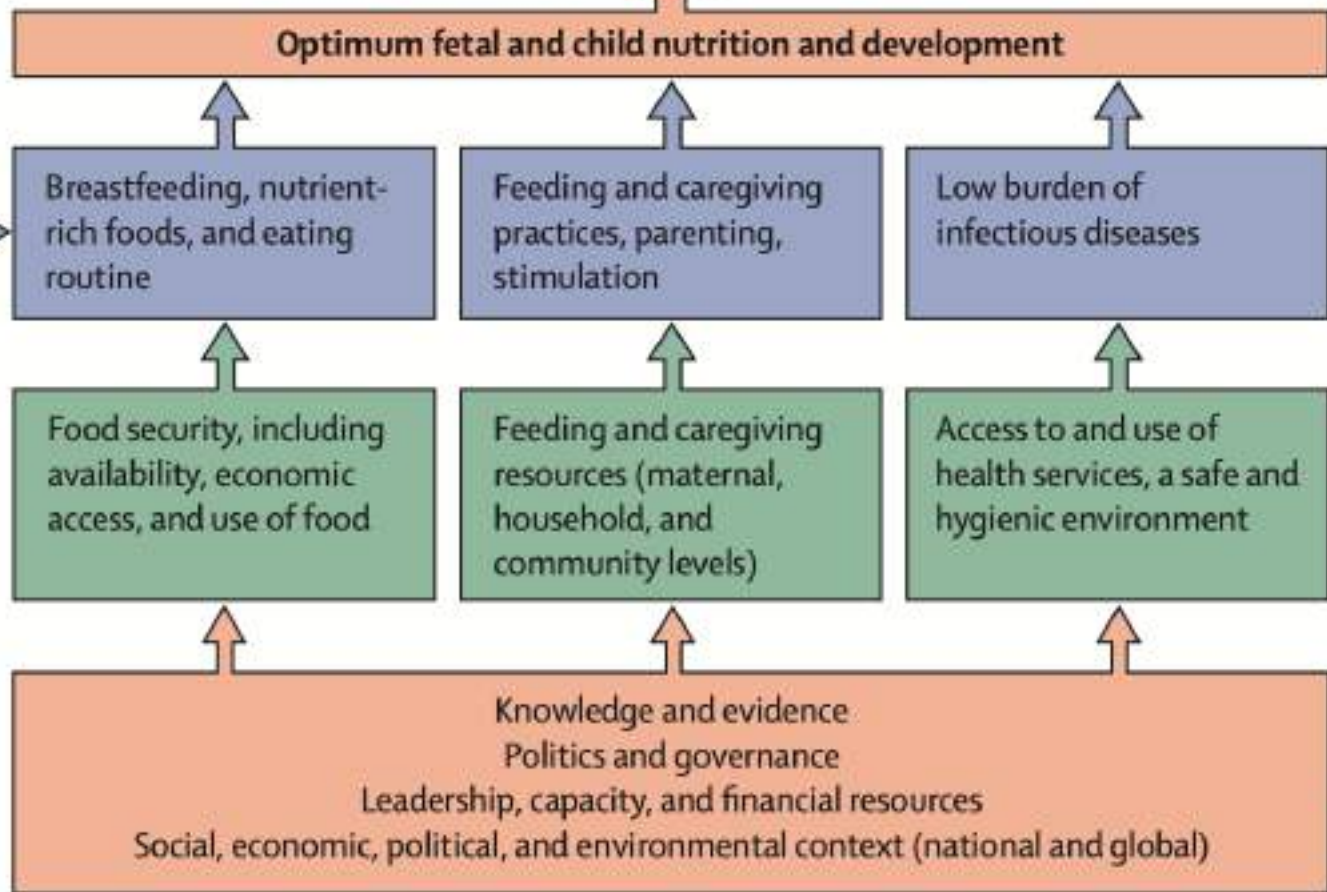 Optimum fetal and child nutrition and development
Breastfeeding, nutrient-
rich foods, and eating
routine
Feeding and caregiving
practices, parenting,
stimulation
Low burden of
infectious diseases
Food security, including
availability, economic
access, and use of food
Feeding and caregiving
resources (maternal,
household, and
community levels)
Access to and use of
health services, a safe and
hygienic environment
Knowledge and evidence
Politics and governance
Leadership, capacity, and financial resources
Social, economic, political, and environmental context (national and global)